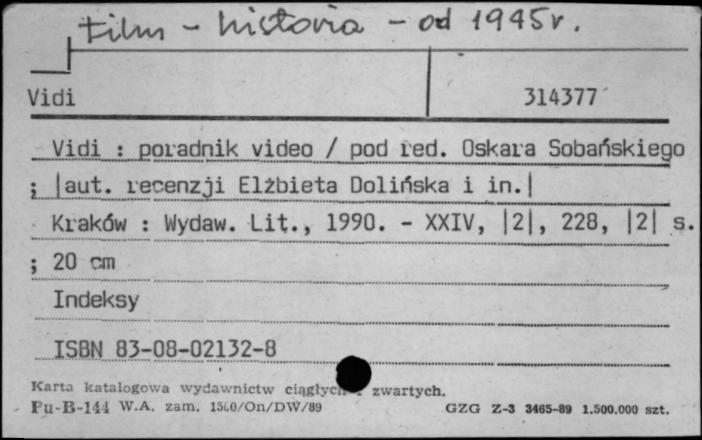 Film - historia - od 1945 r.
Vidi 314377
Vidi : poradnik video / pod red. Oskara Sobańskiego
; |aut. recenzji Elżbieta Dolińska i in.|
Kraków : Wydaw. Lit., 1990. - XXIV, |2|, 228, |2| s.
; 20 cm
Indeksy
ISBN 83-08-02132-8
Karta katalogowa wydawnictw ciągłych i zwartych.
Pu-B-144 W.A. zam. 1560/On/DW/89 GZG Z-3 3465-89 1.500.000 szt.